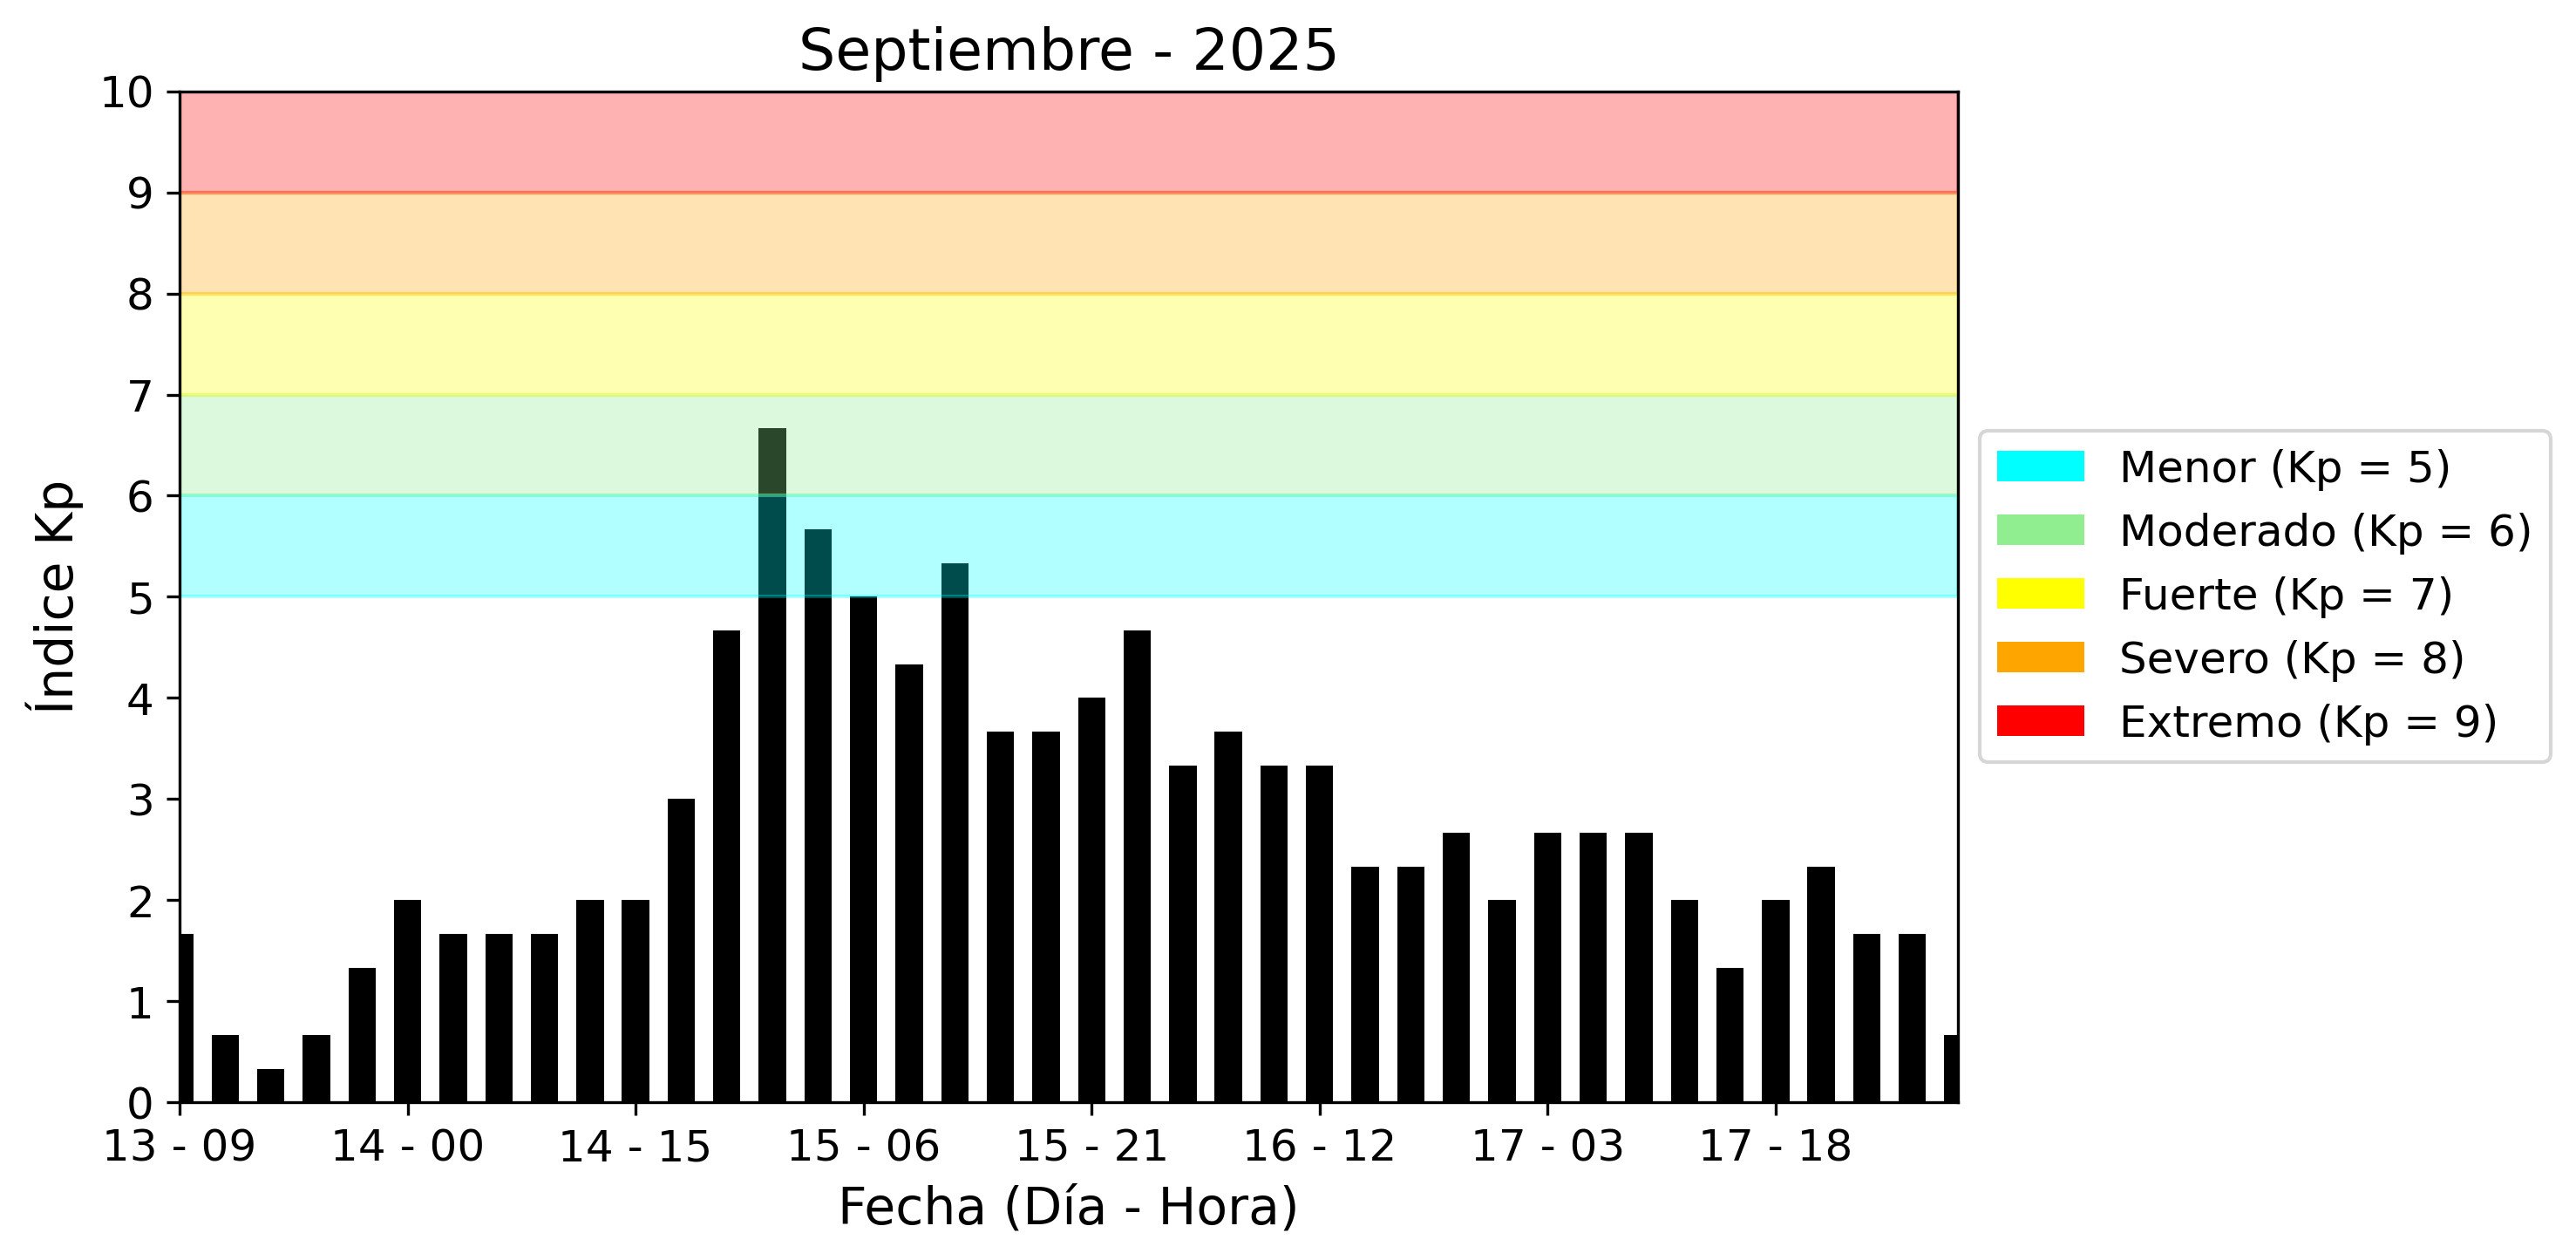 Septiembre - 2025
10
9
8
7
6
5
4
3
2
1
0
Índice Kp
13 - 09
14 - 00
14 - 15
15 - 06
15 - 21
16 - 12
17 - 03
17 - 18
Fecha (Día - Hora)
Menor (Kp = 5)
Moderado (Kp = 6)
Fuerte (Kp = 7)
Severo (Kp = 8)
Extremo (Kp = 9)